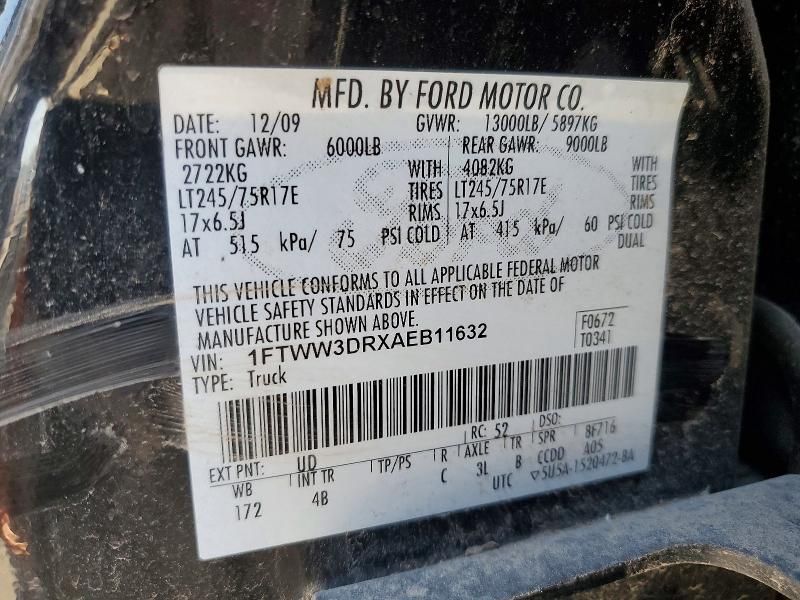 MFD. BY FORD MOTOR CO.
DATE: 12/09 GVWR: 13000LB/ 5897KG
FRONT GAWR: 6000LB REAR GAWR: 9000LB
2722KG WITH 4082KG WITH
LT245/75R17E TIRES LT245/75R17E TIRES
17x6.5J RIMS 17x6.5J RIMS
AT 515 kPa/ 75 PSI COLD AT 415 kPa/ 60 PSI COLD
DUAL
THIS VEHICLE CONFORMS TO ALL APPLICABLE FEDERAL MOTOR
VEHICLE SAFETY STANDARDS IN EFFECT ON THE DATE OF
MANUFACTURE SHOWN ABOVE.
VIN: 1FTWW3DRXAEB11632 F0672
TYPE: Truck T0341
RC: 52 DSO:
EXT PNT: UD R AXLE TR SPR 8F716
WB INT TR TP/PS C 3L B CCDD A05
172 4B UTC 5U5A-1520472-BA